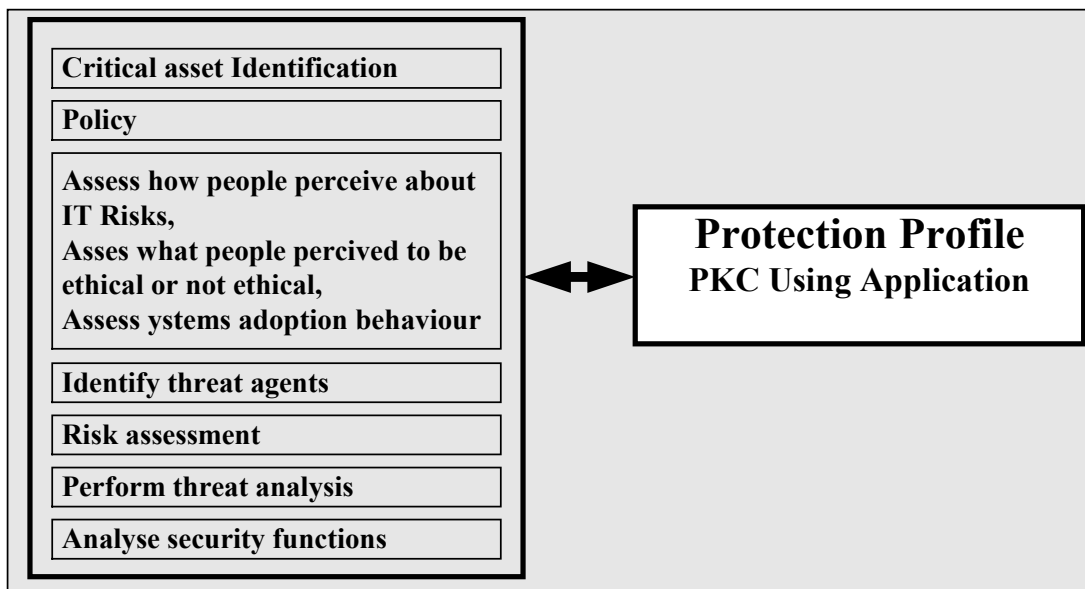 Critical asset Identification
Policy
Assess how people perceive about
IT Risks,
Asses what people percived to be
ethical or not ethical,
Assess ystems adoption behaviour
Identify threat agents
Risk assessment
Perform threat analysis
Analyse security functions
Protection Profile
PKC Using Application